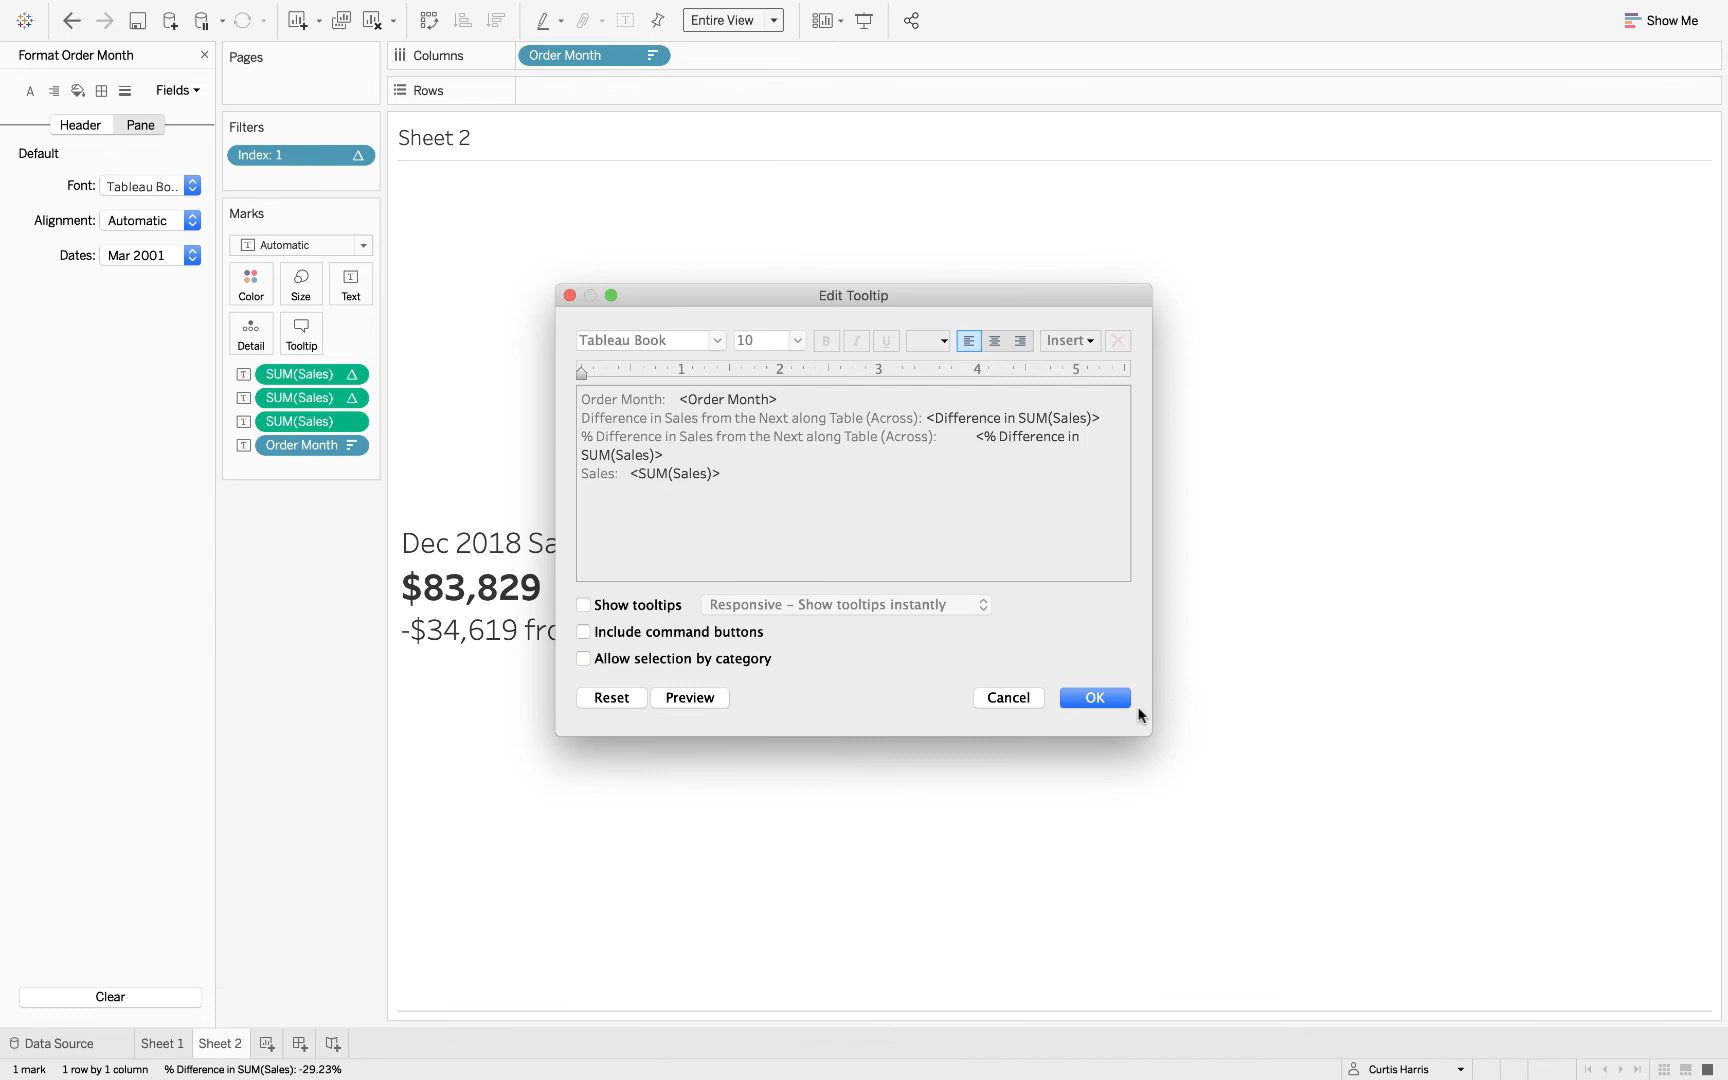 Entire View
Show Me
Format Order Month
Fields
Header
Pane
Default
Font:
Tableau Bo..
Alignment:
Automatic
Dates:
Mar 2001
Clear
Pages
Filters
Index: 1
Marks
Automatic
Color
Size
Text
Detail
Tooltip
SUM(Sales)
SUM(Sales)
SUM(Sales)
Order Month
Columns
Order Month
Rows
Sheet 2
Dec 2018 Sa
$83,829
-$34,619 fro
Edit Tooltip
Tableau Book
10
B
I
U
Insert
1 2 3 4 5
Order Month: <Order Month>
Difference in Sales from the Next along Table (Across): <Difference in SUM(Sales)>
% Difference in Sales from the Next along Table (Across): <% Difference in
SUM(Sales)>
Sales: <SUM(Sales)>
Show tooltips
Responsive – Show tooltips instantly
Include command buttons
Allow selection by category
Reset
Preview
Cancel
OK
Data Source
Sheet 1
Sheet 2
1 mark
1 row by 1 column
% Difference in SUM(Sales): -29.23%
Curtis Harris